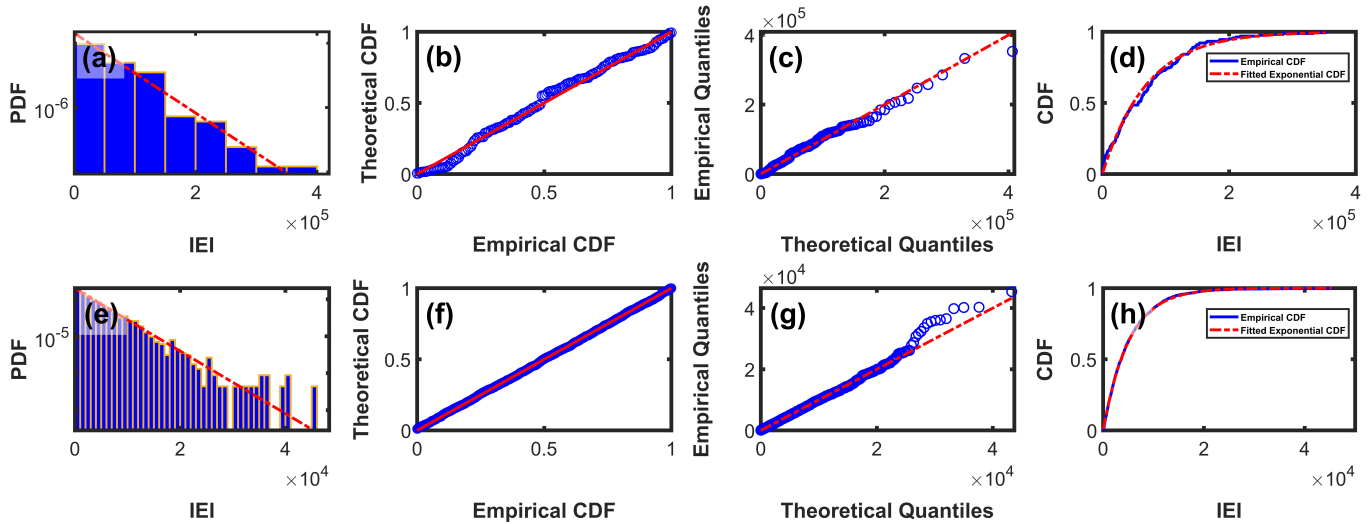 (a)
PDF
10^-6
0 2 4
×10^5
IEI
(b)
Theoretical CDF
1
0.5
0
0 0.5 1
Empirical CDF
(c)
×10^5
Empirical Quantiles
4
2
0
0 2 4
×10^5
Theoretical Quantiles
(d)
CDF
1
0.5
0
Empirical CDF
Fitted Exponential CDF
0 2 4
×10^5
IEI
(e)
PDF
10^-5
0 2 4
×10^4
IEI
(f)
Theoretical CDF
1
0.5
0
0 0.5 1
Empirical CDF
(g)
×10^4
Empirical Quantiles
4
2
0
0 2 4
×10^4
Theoretical Quantiles
(h)
CDF
1
0.5
0
Empirical CDF
Fitted Exponential CDF
0 2 4
×10^4
IEI